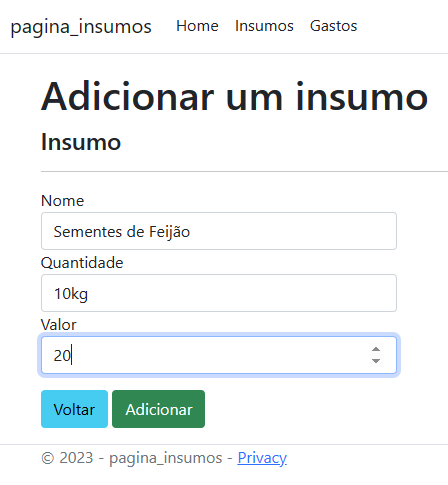 pagina_insumos Home Insumos Gastos
Adicionar um insumo
Insumo
Nome
Sementes de Feijão
Quantidade
10kg
Valor
20
Voltar Adicionar
© 2023 - pagina_insumos - Privacy